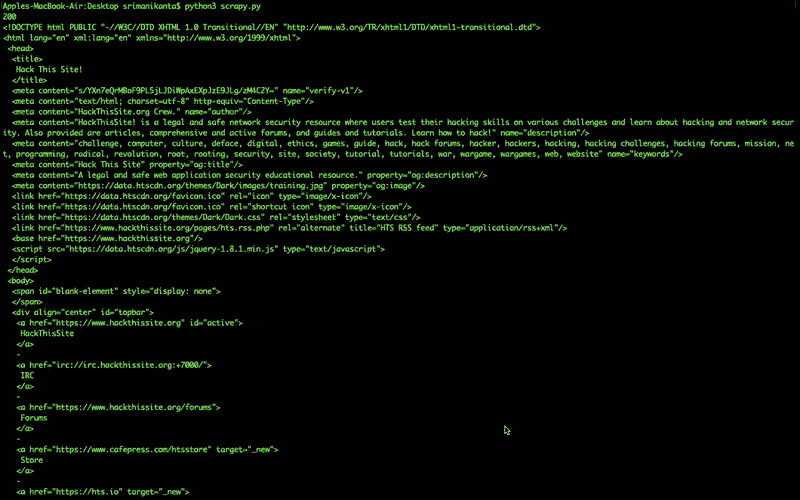 Apples-MacBook-Air:Desktop srimanikanta$ python3 scrapy.py
200
<!DOCTYPE html PUBLIC "-//W3C//DTD XHTML 1.0 Transitional//EN" "http://www.w3.org/TR/xhtml1/DTD/xhtml1-transitional.dtd">
<html lang="en" xml:lang="en" xmlns="http://www.w3.org/1999/xhtml">
<head>
<title>
Hack This Site!
</title>
<meta content="s/YXn7eQrMBoF9PL5jLJDiWpAxEXpJzE9JLg/zM4C2Y=" name="verify-v1"/>
<meta content="text/html; charset=utf-8" http-equiv="Content-Type"/>
<meta content="HackThisSite.org Crew." name="author"/>
<meta content="HackThisSite! is a legal and safe network security resource where users test their hacking skills on various challenges and learn about hacking and network secur
ity. Also provided are articles, comprehensive and active forums, and guides and tutorials. Learn how to hack!" name="description"/>
<meta content="challenge, computer, culture, deface, digital, ethics, games, guide, hack, hack forums, hacker, hackers, hacking, hacking challenges, hacking forums, mission, ne
t, programming, radical, revolution, root, rooting, security, site, society, tutorial, tutorials, war, wargame, wargames, web, website" name="keywords"/>
<meta content="Hack This Site" property="og:title"/>
<meta content="A legal and safe web application security educational resource." property="og:description"/>
<meta content="https://data.htscdn.org/themes/Dark/images/training.jpg" property="og:image"/>
<link href="https://data.htscdn.org/favicon.ico" rel="icon" type="image/x-icon"/>
<link href="https://data.htscdn.org/favicon.ico" rel="shortcut icon" type="image/x-icon"/>
<link href="https://data.htscdn.org/themes/Dark/Dark.css" rel="stylesheet" type="text/css"/>
<link href="https://www.hackthissite.org/pages/hts.rss.php" rel="alternate" title="HTS RSS feed" type="application/rss+xml"/>
<base href="https://www.hackthissite.org"/>
<script src="https://data.htscdn.org/js/jquery-1.8.1.min.js" type="text/javascript">
</script>
</head>
<body>
<span id="blank-element" style="display: none">
</span>
<div align="center" id="topbar">
<a href="https://www.hackthissite.org" id="active">
HackThisSite
</a>
-
<a href="irc://irc.hackthissite.org:+7000/">
IRC
</a>
-
<a href="https://www.hackthissite.org/forums">
Forums
</a>
-
<a href="https://www.cafepress.com/htsstore" target="_new">
Store
</a>
-
<a href="https://hts.io" target="_new">